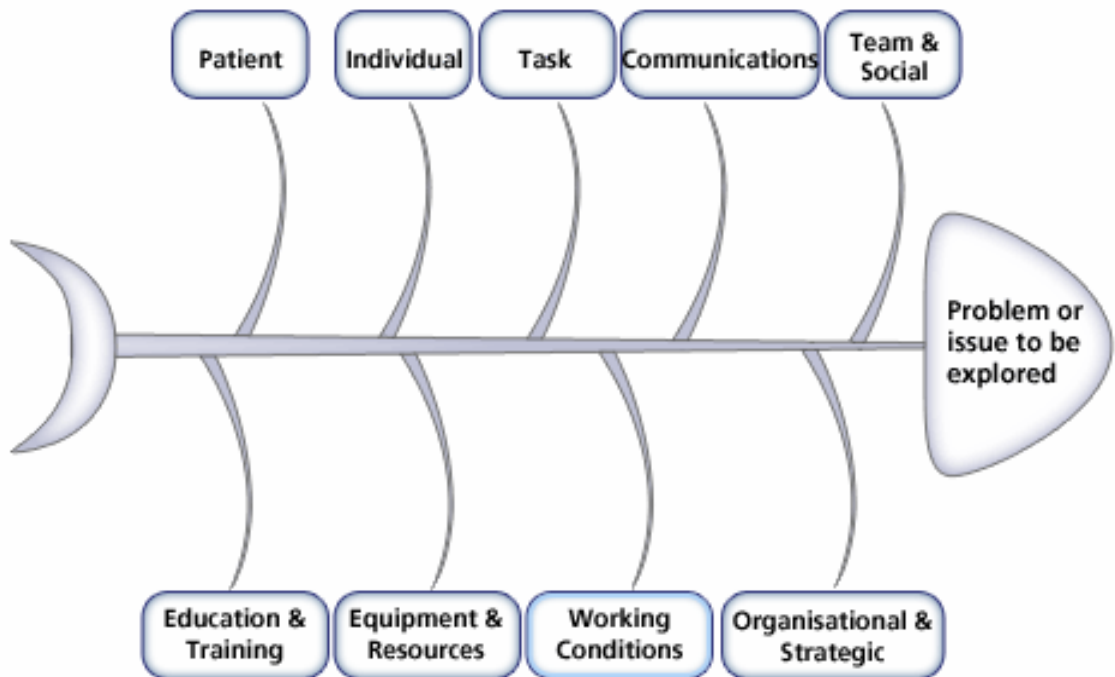 Patient
Individual
Task
Communications
Team &
Social
Problem or
issue to be
explored
Education &
Training
Equipment &
Resources
Working
Conditions
Organisational &
Strategic